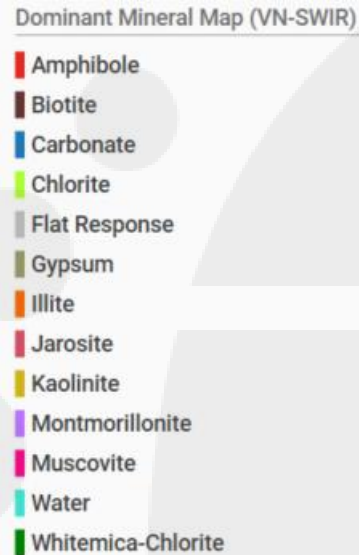 Dominant Mineral Map (VN-SWIR)
Amphibole
Biotite
Carbonate
Chlorite
Flat Response
Gypsum
Illite
Jarosite
Kaolinite
Montmorillonite
Muscovite
Water
Whitemica-Chlorite